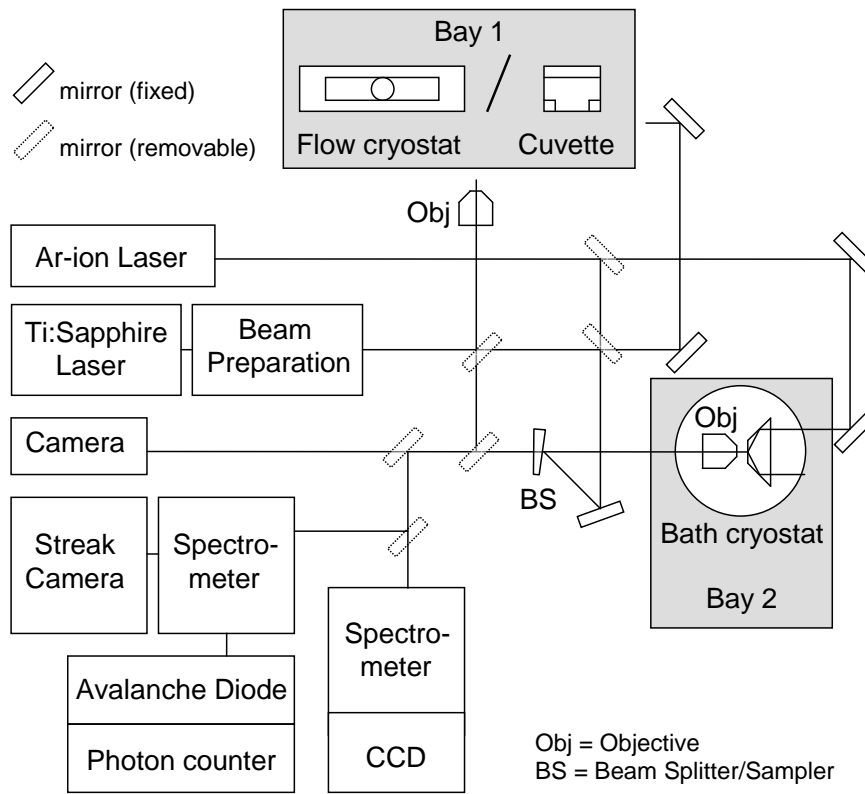 Bay 1
mirror (fixed)
mirror (removable)
Flow cryostat
Cuvette
Obj
Ar-ion Laser
Ti:Sapphire
Laser
Beam
Preparation
Camera
Obj
BS
Bath cryostat
Bay 2
Streak
Camera
Spectro-
meter
Spectro-
meter
Avalanche Diode
Photon counter
CCD
Obj = Objective
BS = Beam Splitter/Sampler